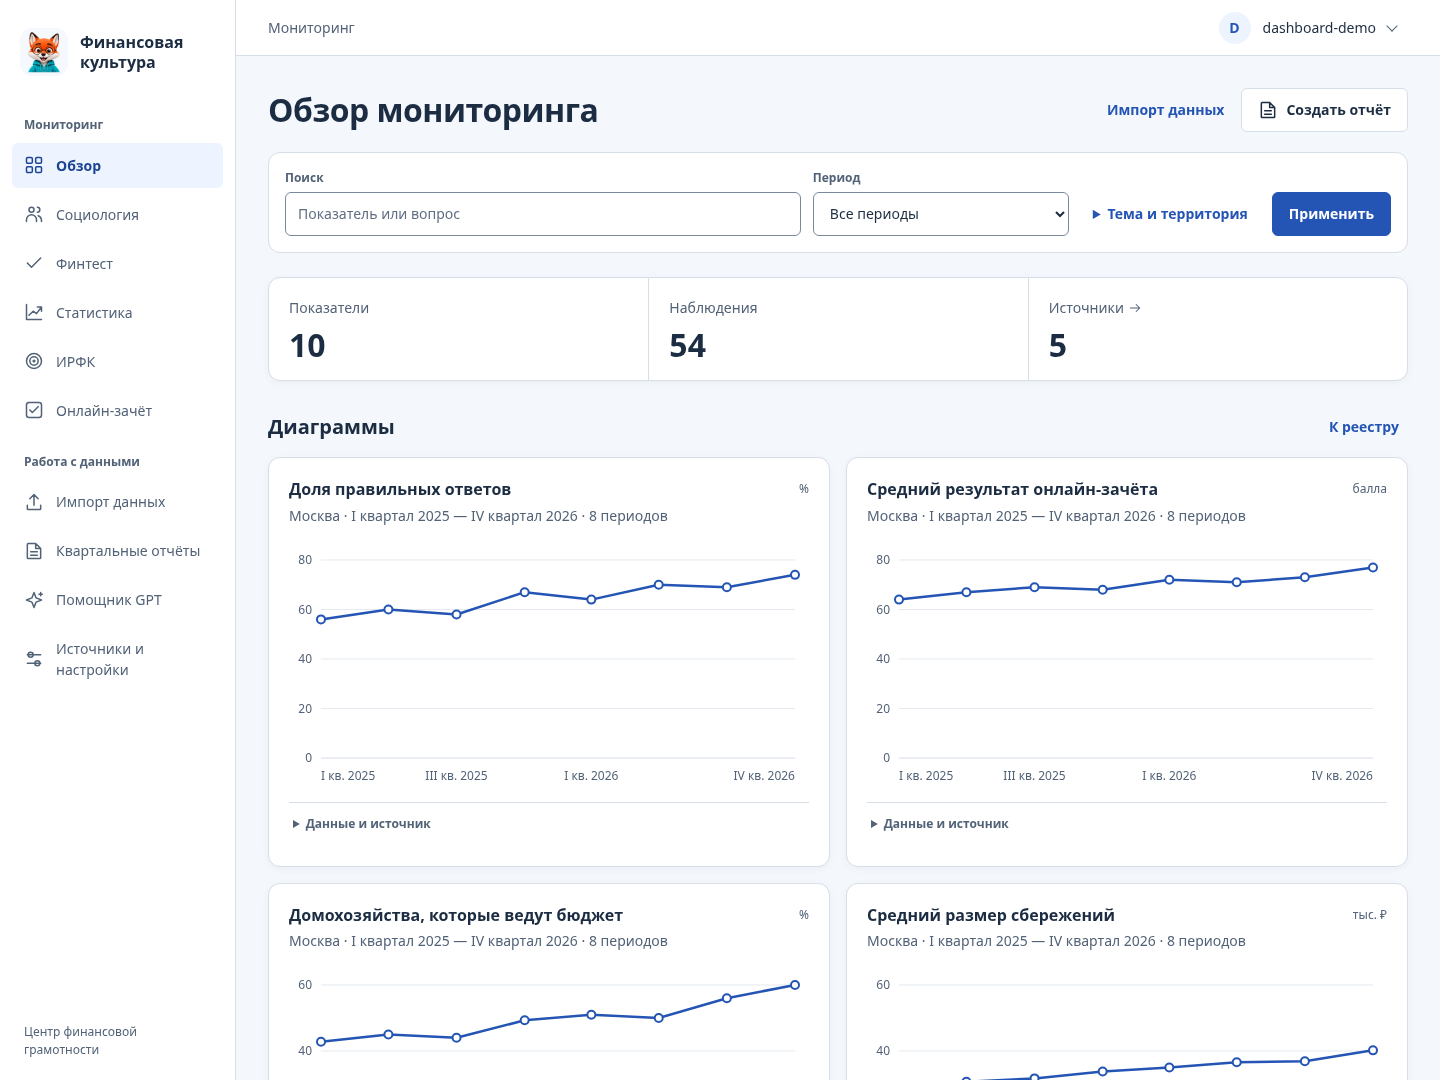 Финансовая
культура
Мониторинг
Обзор
Социология
Финтест
Статистика
ИРФК
Онлайн-зачёт
Работа с данными
Импорт данных
Квартальные отчёты
Помощник GPT
Источники и
настройки
Центр финансовой
грамотности
Мониторинг
D dashboard-demo
Обзор мониторинга
Импорт данных
Создать отчёт
Поиск
Показатель или вопрос
Период
Все периоды
Тема и территория
Применить
Показатели
10
Наблюдения
54
Источники →
5
Диаграммы
К реестру
Доля правильных ответов
%
Москва · I квартал 2025 — IV квартал 2026 · 8 периодов
80
60
40
20
0
I кв. 2025 III кв. 2025 I кв. 2026 IV кв. 2026
Данные и источник
Средний результат онлайн-зачёта
балла
Москва · I квартал 2025 — IV квартал 2026 · 8 периодов
80
60
40
20
0
I кв. 2025 III кв. 2025 I кв. 2026 IV кв. 2026
Данные и источник
Домохозяйства, которые ведут бюджет
%
Москва · I квартал 2025 — IV квартал 2026 · 8 периодов
60
40
Средний размер сбережений
тыс. ₽
Москва · I квартал 2025 — IV квартал 2026 · 8 периодов
60
40